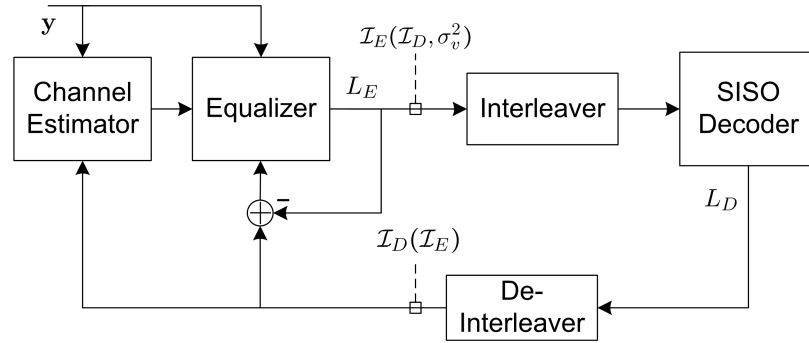 y
Channel
Estimator
Equalizer
L_E
I_E(I_D, σ_v^2)
Interleaver
SISO
Decoder
L_D
-
I_D(I_E)
De-
Interleaver